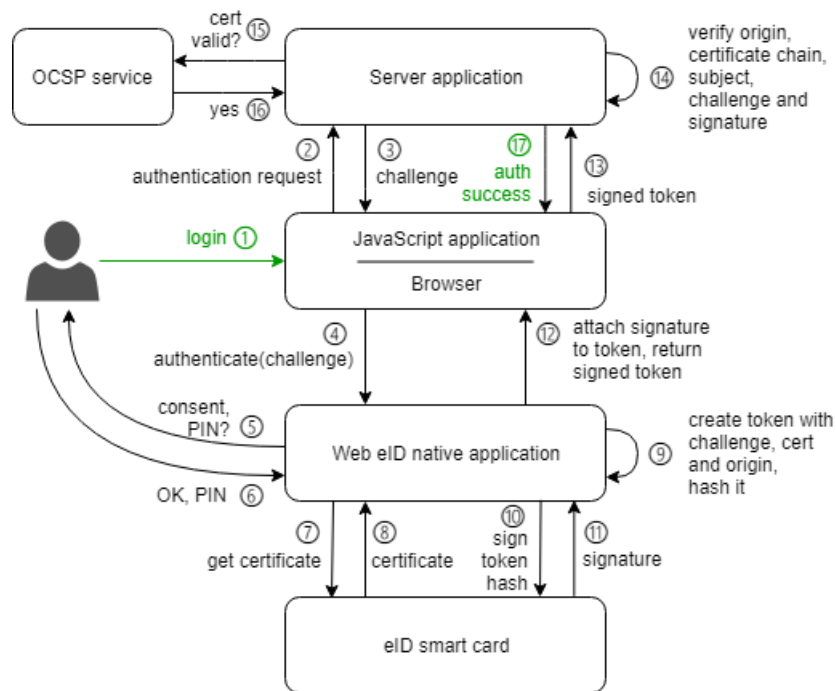 cert
valid? ⑮
OCSP service
yes ⑯
Server application
⑭
verify origin,
certificate chain,
subject,
challenge and
signature
②
authentication request
③
challenge
⑰
auth
success
⑬
signed token
login ①
JavaScript application
Browser
④
authenticate(challenge)
⑫
attach signature
to token, return
signed token
consent,
PIN? ⑤
OK, PIN ⑥
Web eID native application
⑨
create token with
challenge, cert
and origin,
hash it
⑦
get certificate
⑧
certificate
⑩
sign
token
hash
⑪
signature
eID smart card